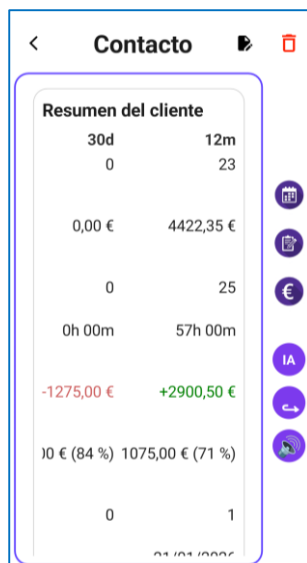 Contacto
Resumen del cliente
30d 12m
0 23
0,00 € 4422,35 €
0 25
0h 00m 57h 00m
-1275,00 € +2900,50 €
€ (84 %) 1075,00 € (71 %)
0 1
€
IA